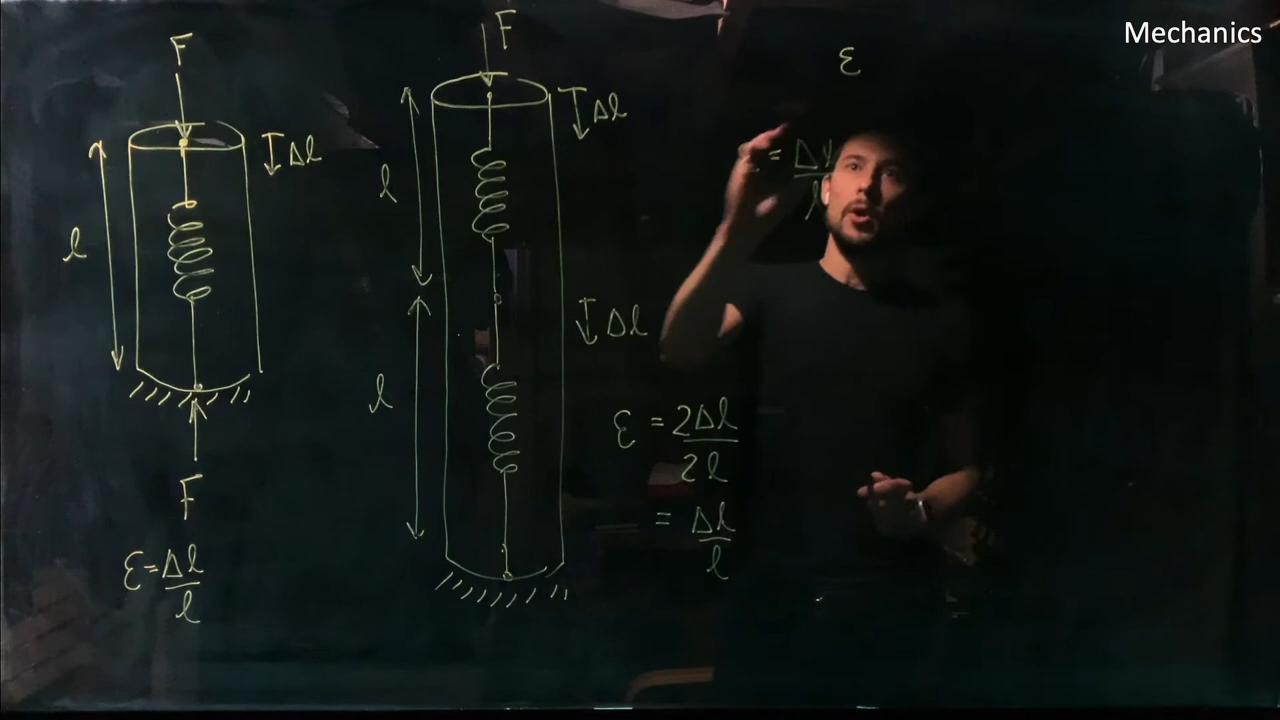 Mechanics
F
Δl
l
F
ε = Δl / l
F
Δl
l
Δl
l
ε = 2Δl / 2l
= Δl / l
ε
= Δ
l